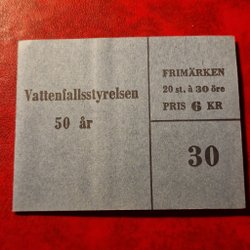 Vattenfallsstyrelsen
50 år
FRIMÄRKEN
20 st. à 30 öre
PRIS 6 KR
30